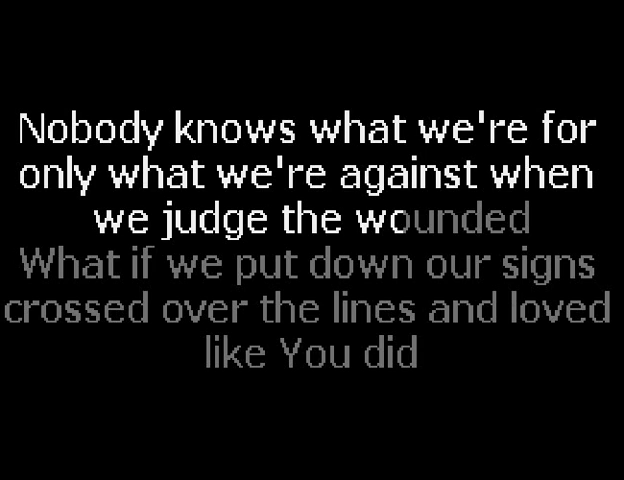 Nobody knows what we're for
only what we're against when
we judge the wounded
What if we put down our signs
crossed over the lines and loved
like You did